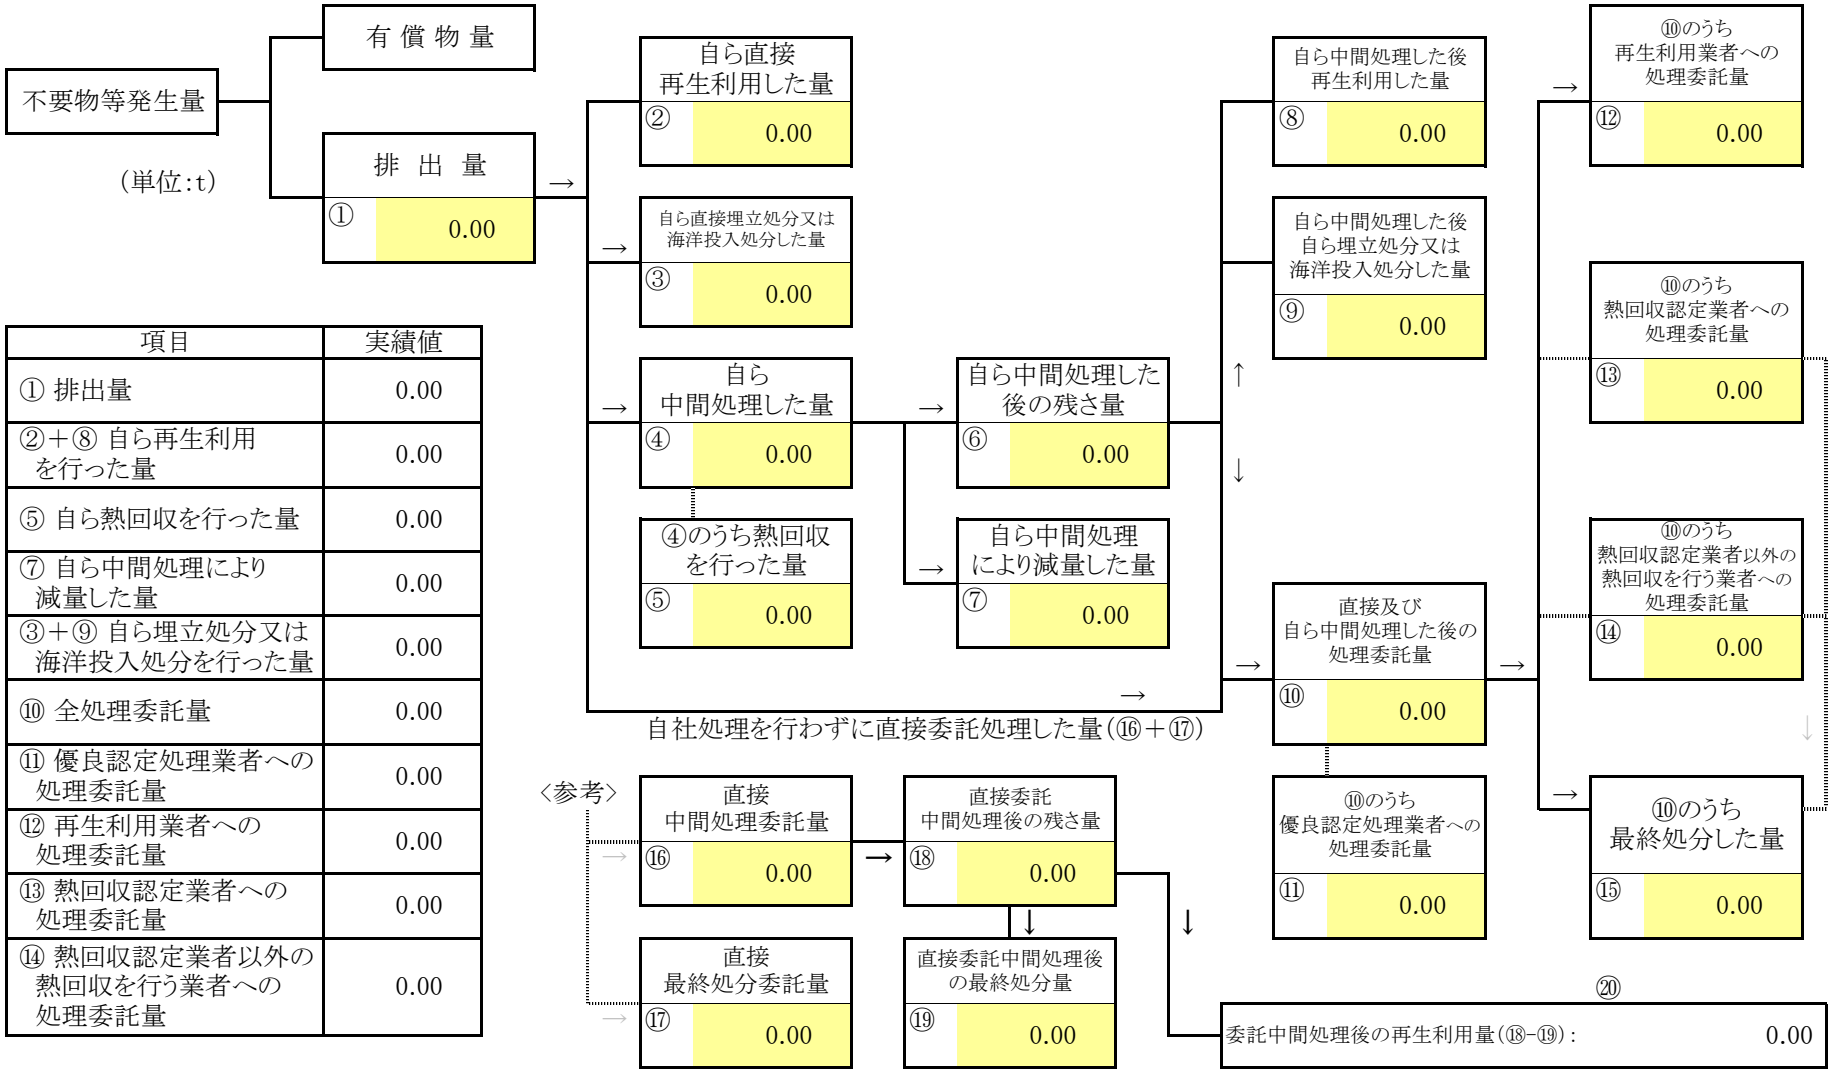 不要物等発生量
有 償 物 量
排 出 量
① 0.00
（単位:t）
→
自ら直接
再生利用した量
② 0.00
→
自ら直接埋立処分又は
海洋投入処分した量
③ 0.00
→
自ら
中間処理した量
④ 0.00
④のうち熱回収
を行った量
⑤ 0.00
→
自ら中間処理した
後の残さ量
⑥ 0.00
→
自ら中間処理
により減量した量
⑦ 0.00
→
自社処理を行わずに直接委託処理した量（⑯＋⑰）
↑
↓
自ら中間処理した後
再生利用した量
⑧ 0.00
自ら中間処理した後
自ら埋立処分又は
海洋投入処分した量
⑨ 0.00
→
直接及び
自ら中間処理した後の
処理委託量
⑩ 0.00
⑩のうち
優良認定処理業者への
処理委託量
⑪ 0.00
→
→
⑩のうち
再生利用業者への
処理委託量
⑫ 0.00
⑩のうち
熱回収認定業者への
処理委託量
⑬ 0.00
⑩のうち
熱回収認定業者以外の
熱回収を行う業者への
処理委託量
⑭ 0.00
↓
→
⑩のうち
最終処分した量
⑮ 0.00
項目 実績値
① 排出量 0.00
②＋⑧ 自ら再生利用
を行った量 0.00
⑤ 自ら熱回収を行った量 0.00
⑦ 自ら中間処理により
減量した量 0.00
③＋⑨ 自ら埋立処分又は
海洋投入処分を行った量 0.00
⑩ 全処理委託量 0.00
⑪ 優良認定処理業者への
処理委託量 0.00
⑫ 再生利用業者への
処理委託量 0.00
⑬ 熱回収認定業者への
処理委託量 0.00
⑭ 熱回収認定業者以外の
熱回収を行う業者への
処理委託量 0.00
〈参考〉
→
直接
中間処理委託量
⑯ 0.00
→
直接
最終処分委託量
⑰ 0.00
→
直接委託
中間処理後の残さ量
⑱ 0.00
↓
直接委託中間処理後
の最終処分量
⑲ 0.00
↓
⑳
委託中間処理後の再生利用量（⑱-⑲）: 0.00